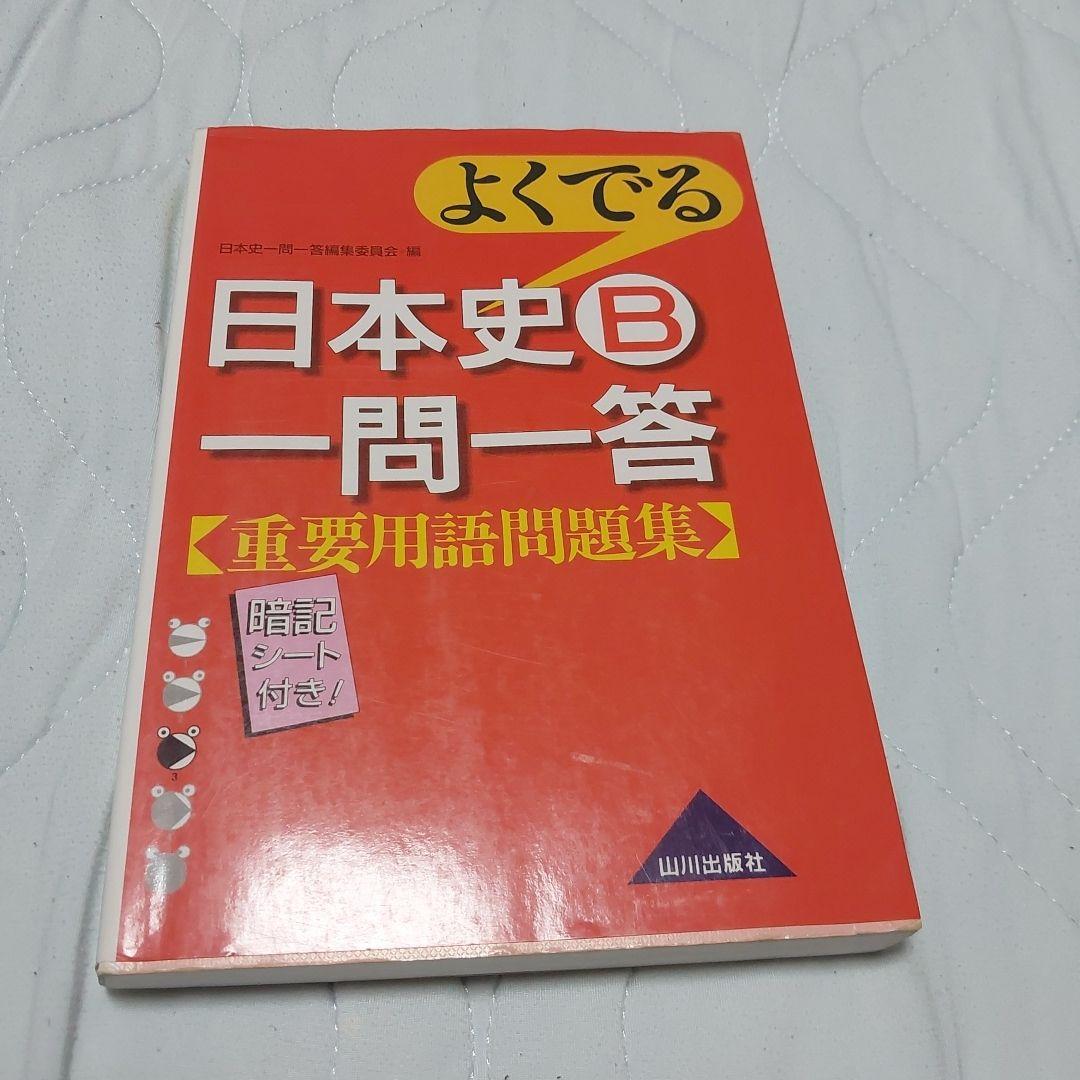 よくでる
日本史一問一答編集委員会 編
日本史B
一問一答
【重要用語問題集】
暗記
シート
付き!
3
山川出版社